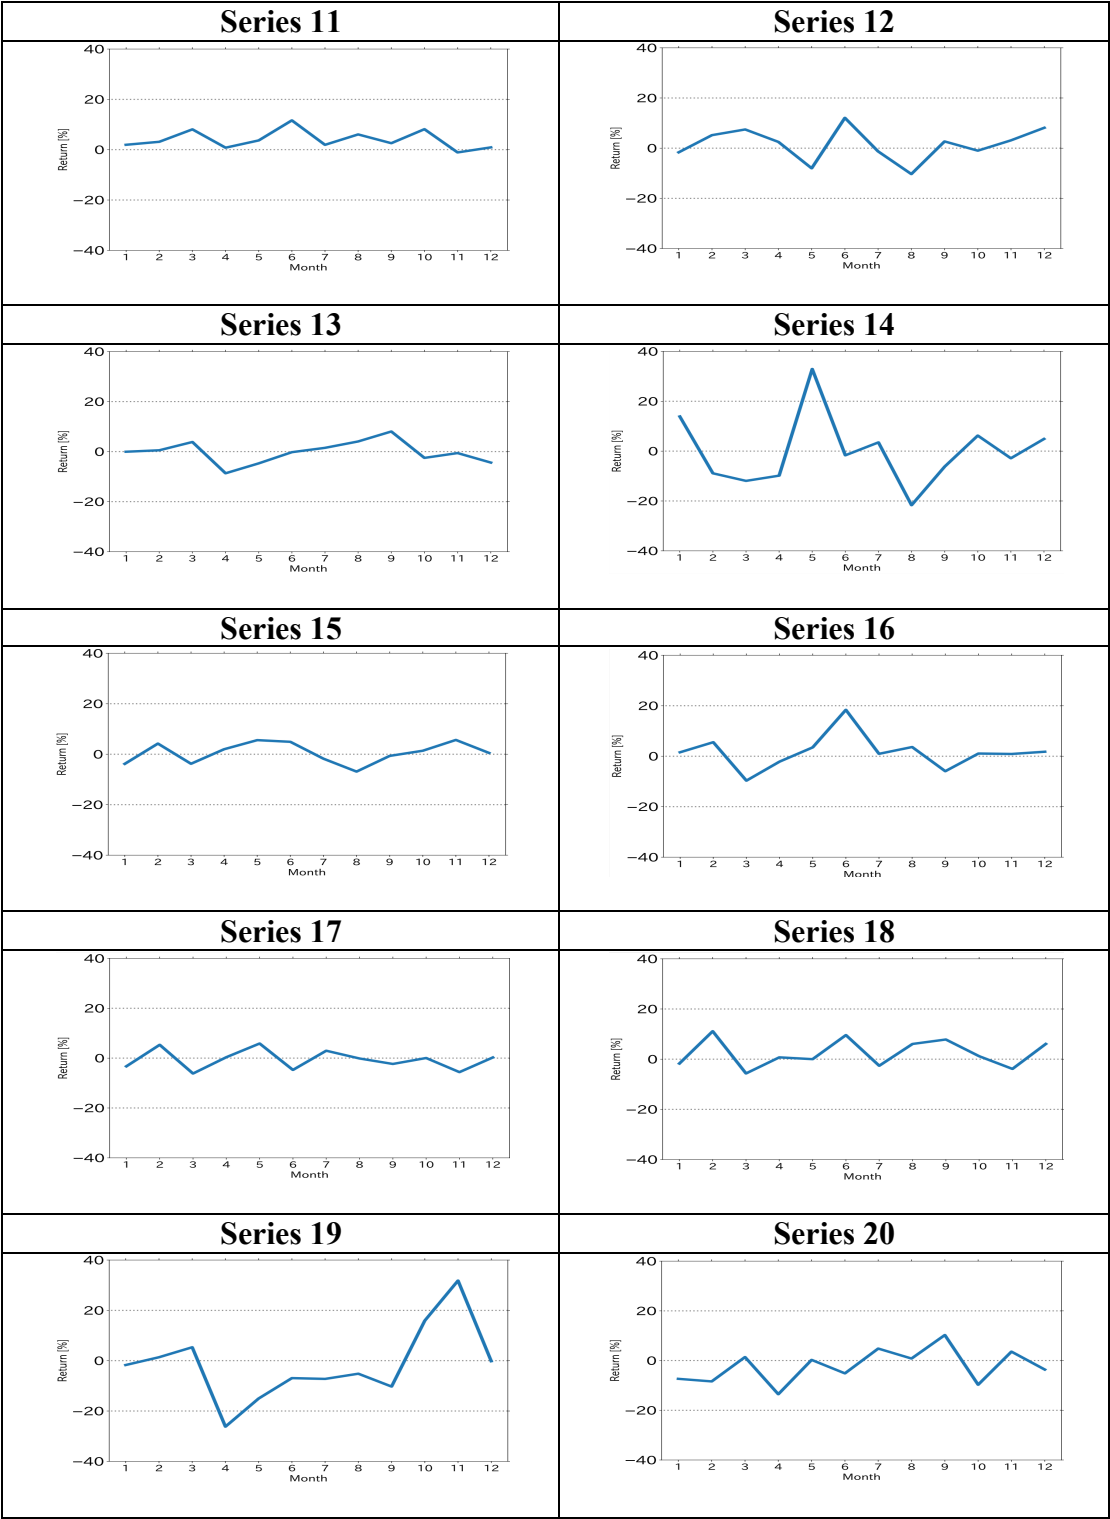 Series 11
40
20
0
−20
−40
Return [%]
1 2 3 4 5 6 7 8 9 10 11 12
Month
Series 12
40
20
0
−20
−40
Return [%]
1 2 3 4 5 6 7 8 9 10 11 12
Month
Series 13
40
20
0
−20
−40
Return [%]
1 2 3 4 5 6 7 8 9 10 11 12
Month
Series 14
40
20
0
−20
−40
Return [%]
1 2 3 4 5 6 7 8 9 10 11 12
Month
Series 15
40
20
0
−20
−40
Return [%]
1 2 3 4 5 6 7 8 9 10 11 12
Month
Series 16
40
20
0
−20
−40
Return [%]
1 2 3 4 5 6 7 8 9 10 11 12
Month
Series 17
40
20
0
−20
−40
Return [%]
1 2 3 4 5 6 7 8 9 10 11 12
Month
Series 18
40
20
0
−20
−40
Return [%]
1 2 3 4 5 6 7 8 9 10 11 12
Month
Series 19
40
20
0
−20
−40
Return [%]
1 2 3 4 5 6 7 8 9 10 11 12
Month
Series 20
40
20
0
−20
−40
Return [%]
1 2 3 4 5 6 7 8 9 10 11 12
Month